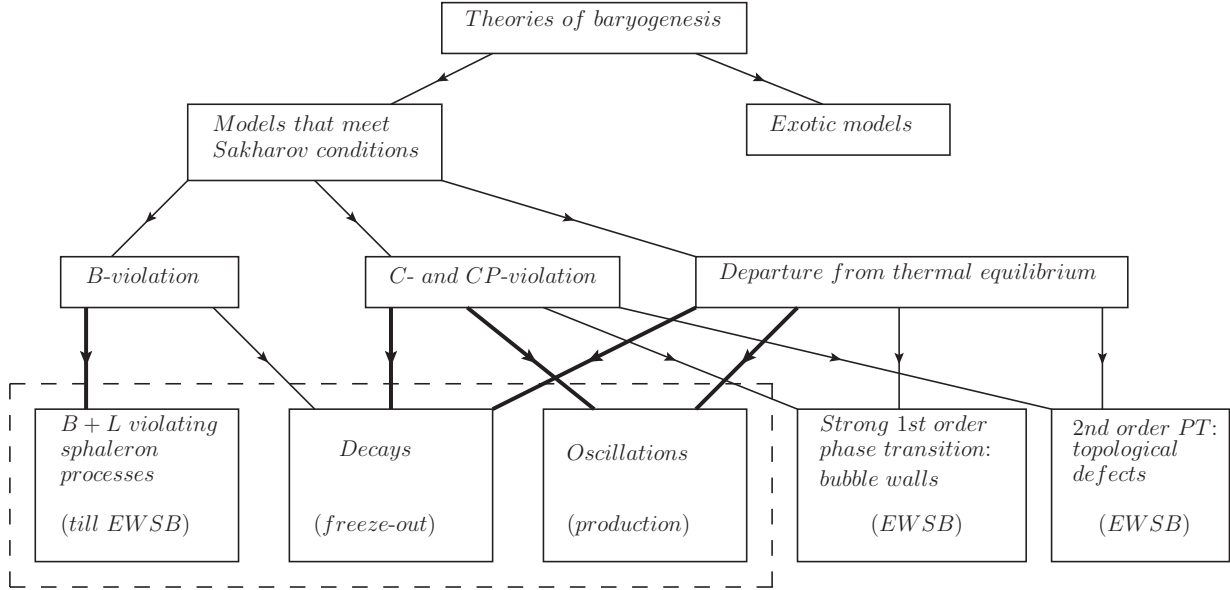 Theories of baryogenesis
Models that meet
Sakharov conditions
Exotic models
B-violation
C- and CP-violation
Departure from thermal equilibrium
B + L violating
sphaleron
processes
(till EWSB)
Decays
(freeze-out)
Oscillations
(production)
Strong 1st order
phase transition:
bubble walls
(EWSB)
2nd order PT:
topological
defects
(EWSB)